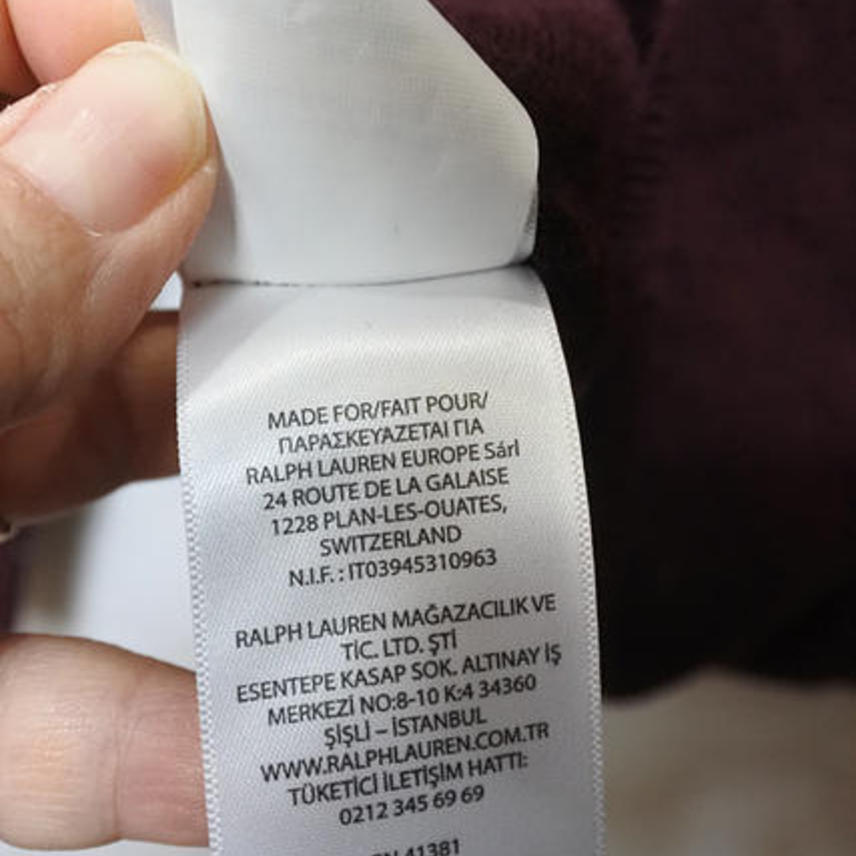 MADE FOR/FAIT POUR/
ΠΑΡΑΣΚΕΥΑΖΕΤΑΙ ΓΙΑ
RALPH LAUREN EUROPE Sárl
24 ROUTE DE LA GALAISE
1228 PLAN-LES-OUATES,
SWITZERLAND
N.I.F. : IT03945310963
RALPH LAUREN MAĞAZACILIK VE
TİC. LTD. ŞTİ
ESENTEPE KASAP SOK. ALTINAY İŞ
MERKEZİ NO:8-10 K:4 34360
ŞİŞLİ – İSTANBUL
WWW.RALPHLAUREN.COM.TR
TÜKETİCİ İLETİŞİM HATTI:
0212 345 69 69
41381